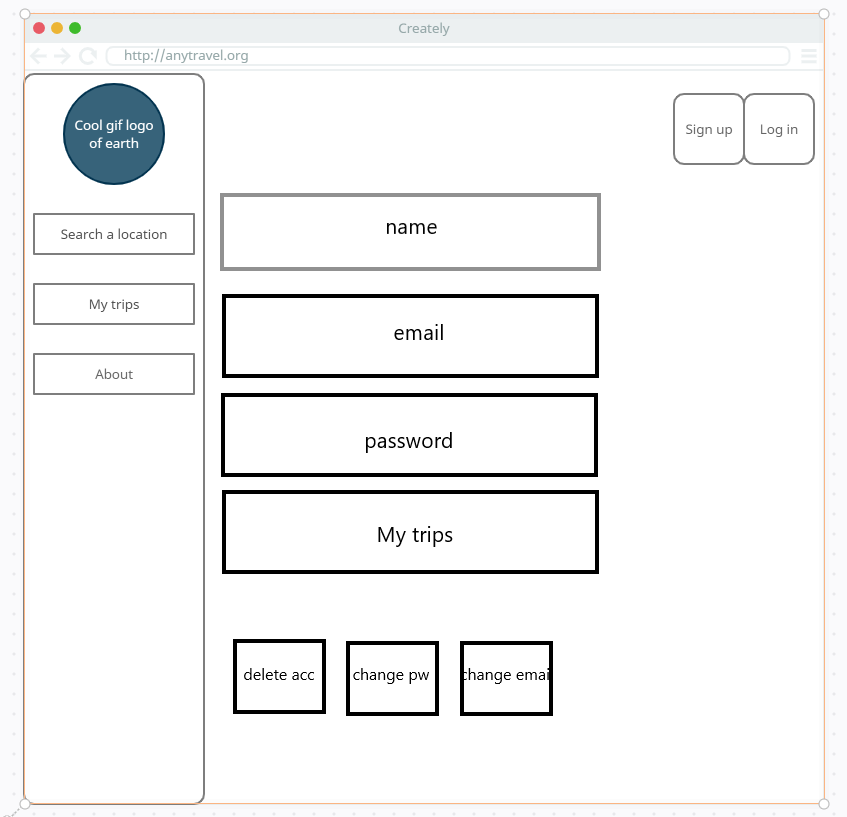 Creately
http://anytravel.org
Cool gif logo
of earth
Sign up
Log in
Search a location
My trips
About
name
email
password
My trips
delete acc
change pw
change emai